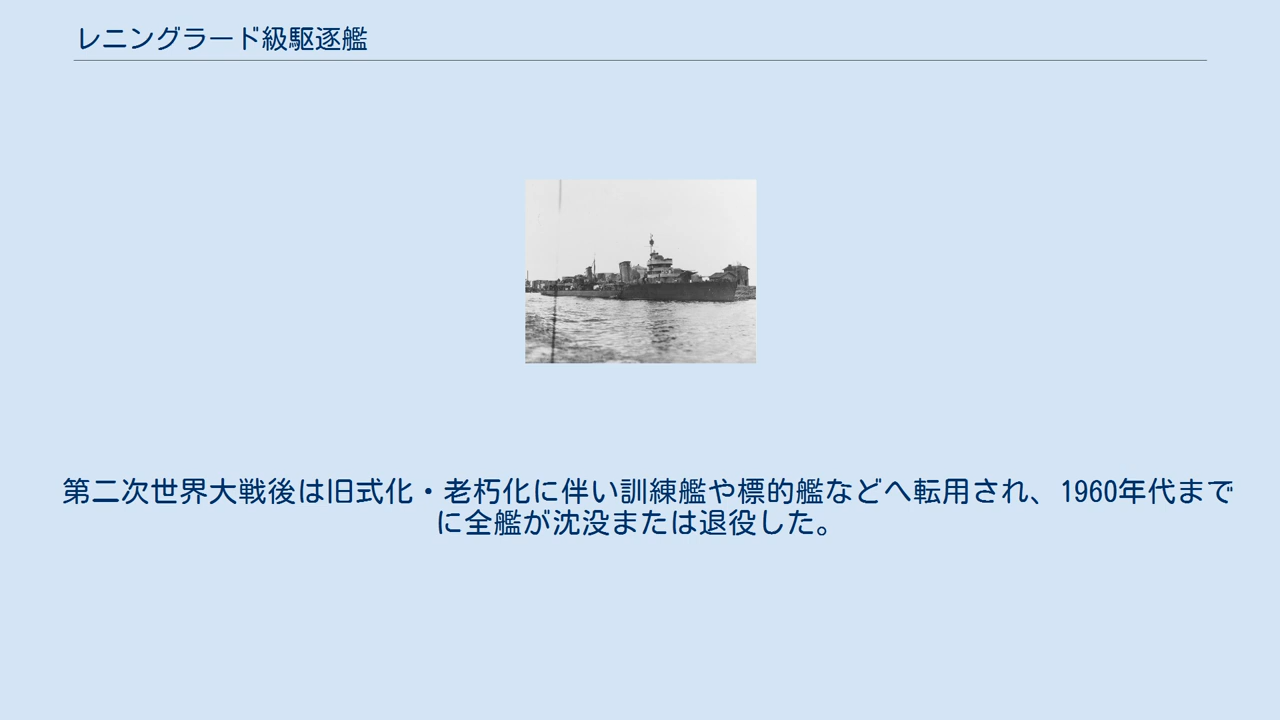 レニングラード級駆逐艦
第二次世界大戦後は旧式化・老朽化に伴い訓練艦や標的艦などへ転用され、1960年代まで
に全艦が沈没または退役した。